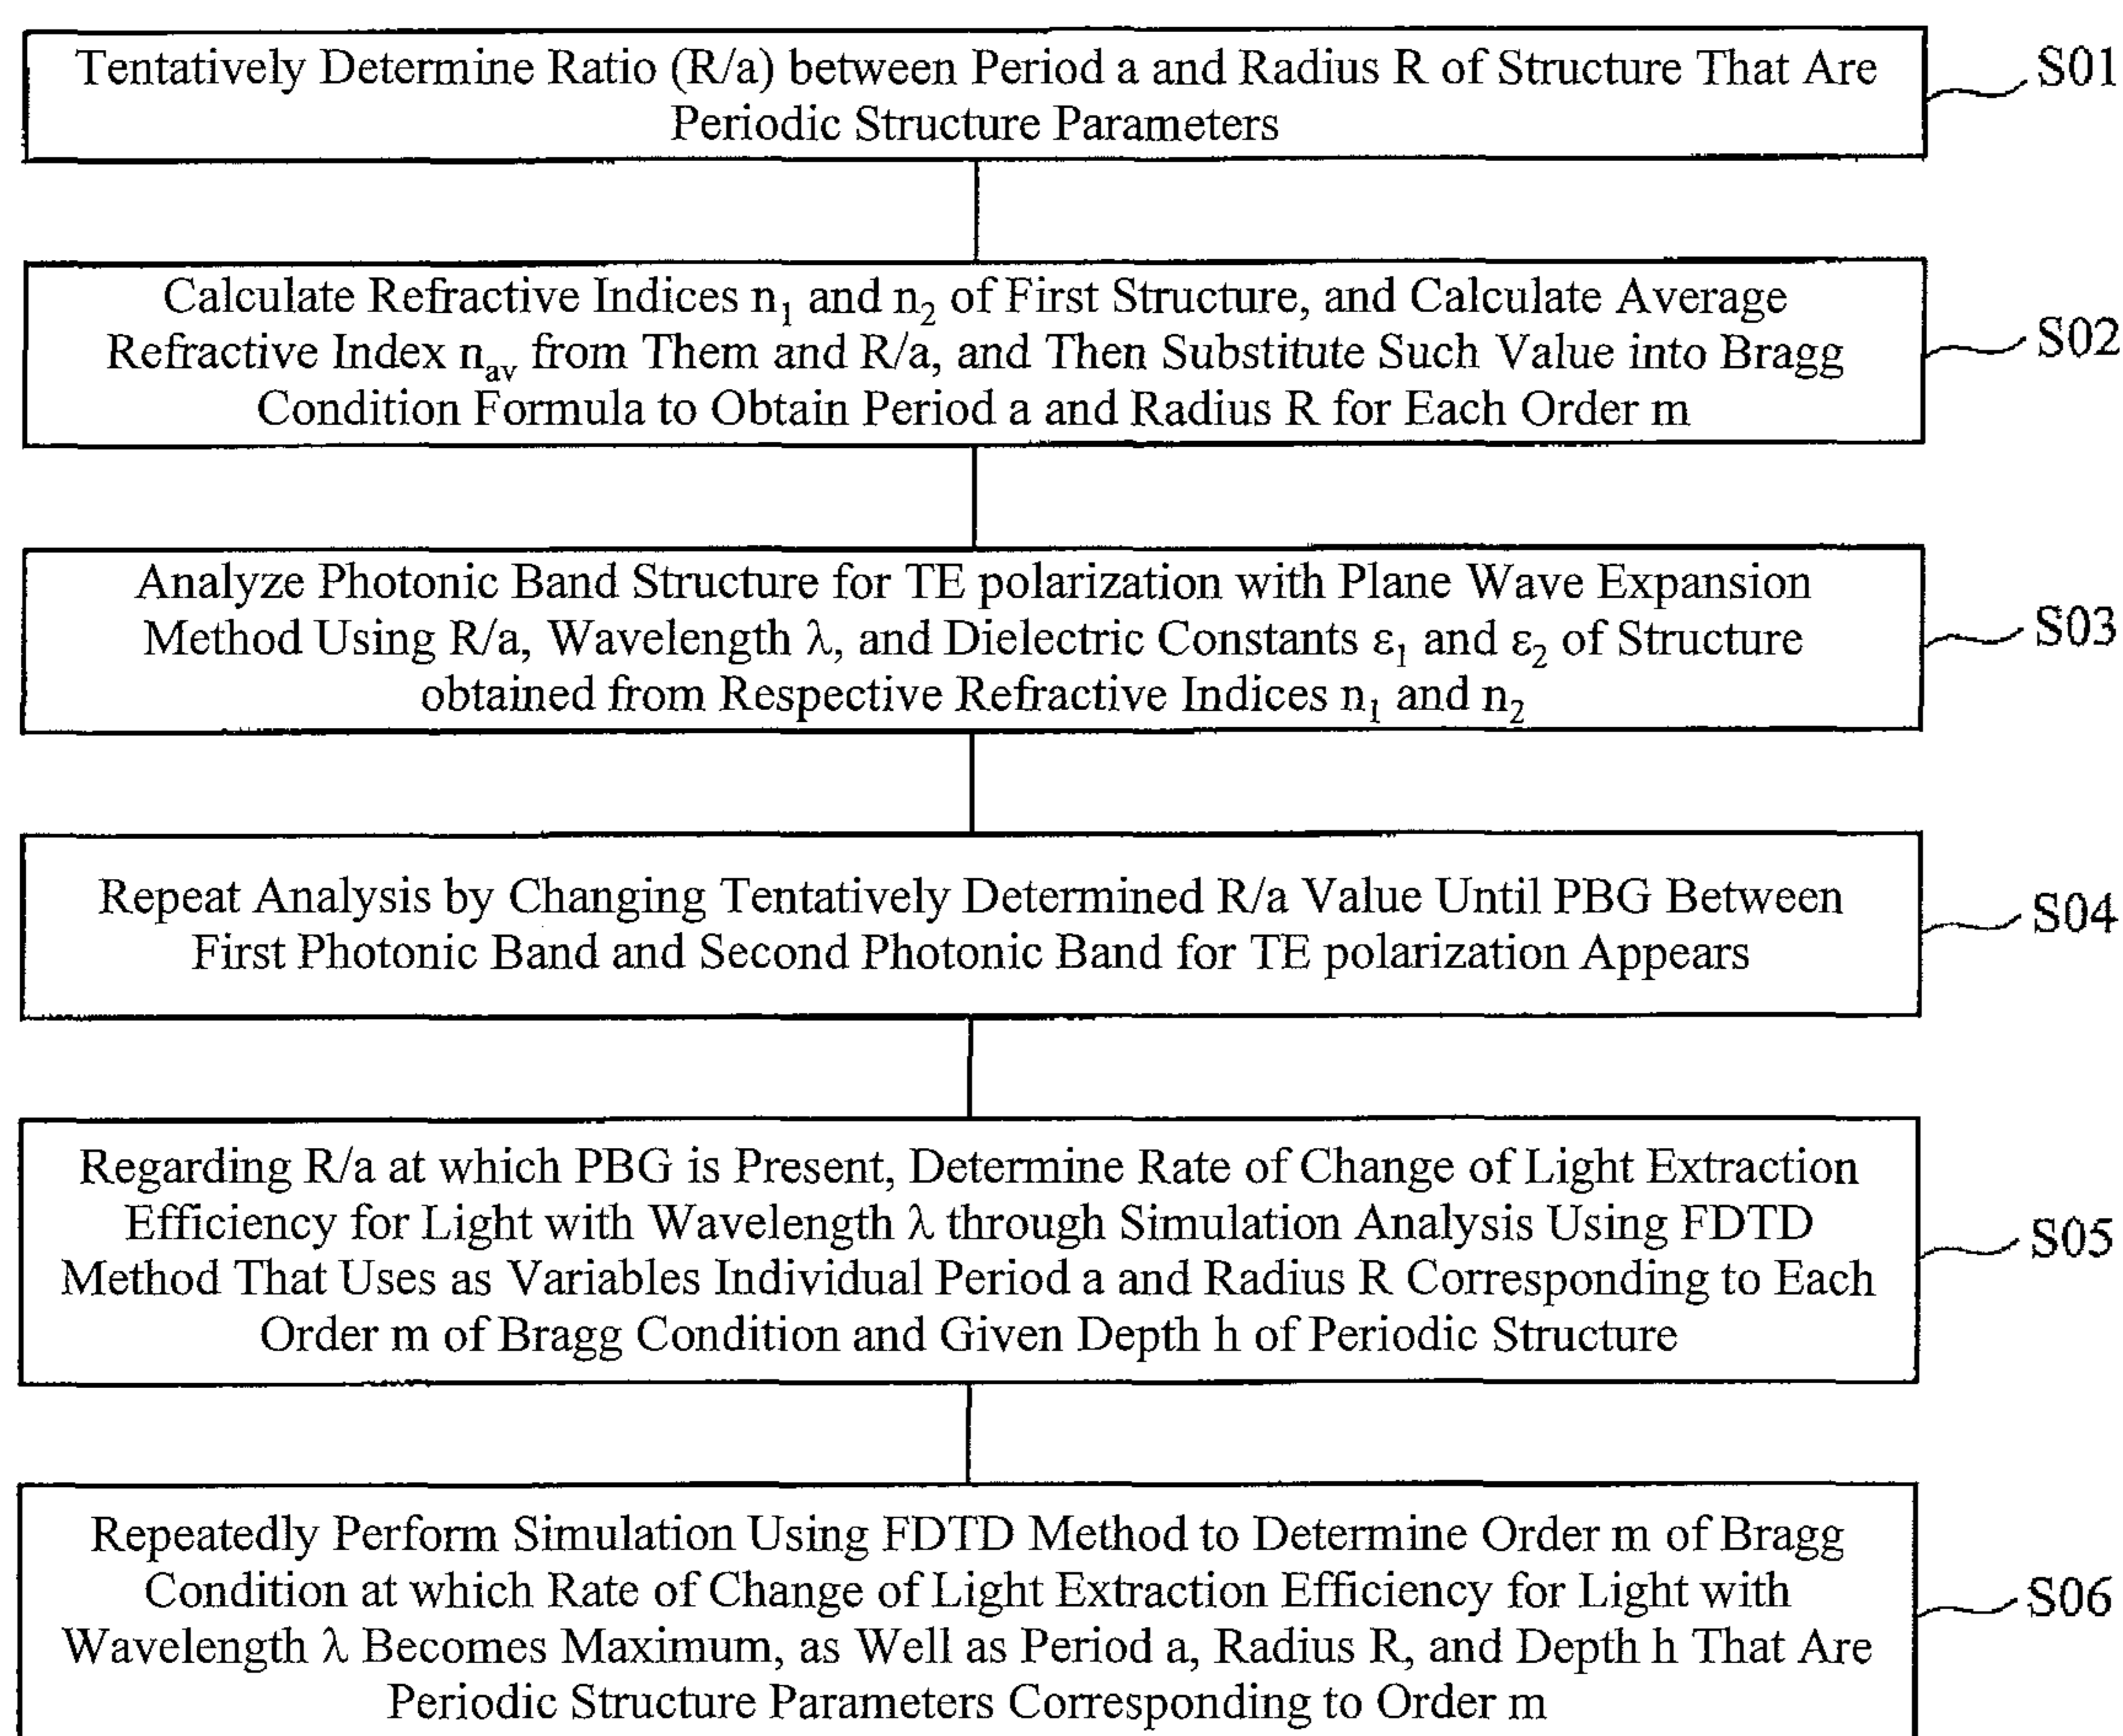 Tentatively Determine Ratio (R/a) between Period a and Radius R of Structure That Are
Periodic Structure Parameters
S01
Calculate Refractive Indices n₁ and n₂ of First Structure, and Calculate Average
Refractive Index nav from Them and R/a, and Then Substitute Such Value into Bragg
Condition Formula to Obtain Period a and Radius R for Each Order m
S02
Analyze Photonic Band Structure for TE polarization with Plane Wave Expansion
Method Using R/a, Wavelength λ, and Dielectric Constants ε₁ and ε₂ of Structure
obtained from Respective Refractive Indices n₁ and n₂
S03
Repeat Analysis by Changing Tentatively Determined R/a Value Until PBG Between
First Photonic Band and Second Photonic Band for TE polarization Appears
S04
Regarding R/a at which PBG is Present, Determine Rate of Change of Light Extraction
Efficiency for Light with Wavelength λ through Simulation Analysis Using FDTD
Method That Uses as Variables Individual Period a and Radius R Corresponding to Each
Order m of Bragg Condition and Given Depth h of Periodic Structure
S05
Repeatedly Perform Simulation Using FDTD Method to Determine Order m of Bragg
Condition at which Rate of Change of Light Extraction Efficiency for Light with
Wavelength λ Becomes Maximum, as Well as Period a, Radius R, and Depth h That Are
Periodic Structure Parameters Corresponding to Order m
S06